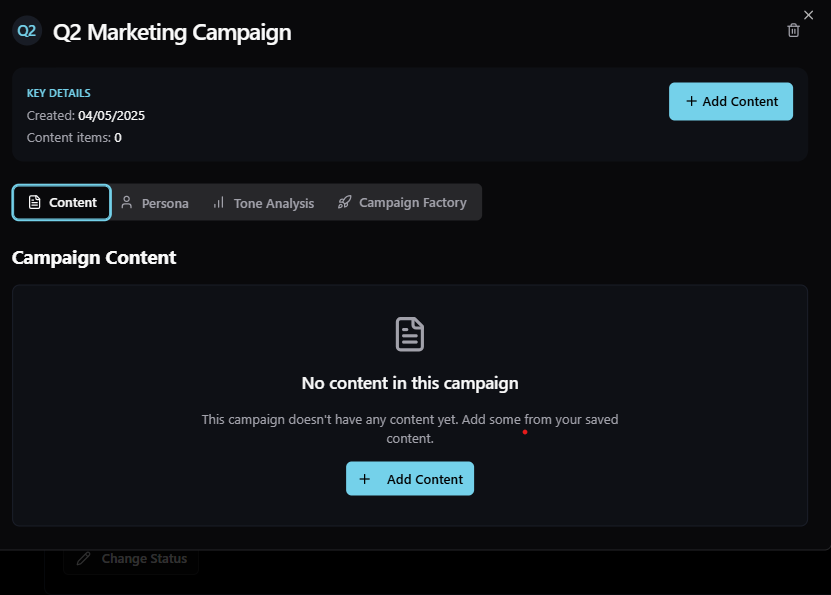 Q2 Q2 Marketing Campaign
KEY DETAILS
Created: 04/05/2025
Content items: 0
+ Add Content
Content Persona Tone Analysis Campaign Factory
Campaign Content
No content in this campaign
This campaign doesn't have any content yet. Add some from your saved
content.
+ Add Content
Change Status